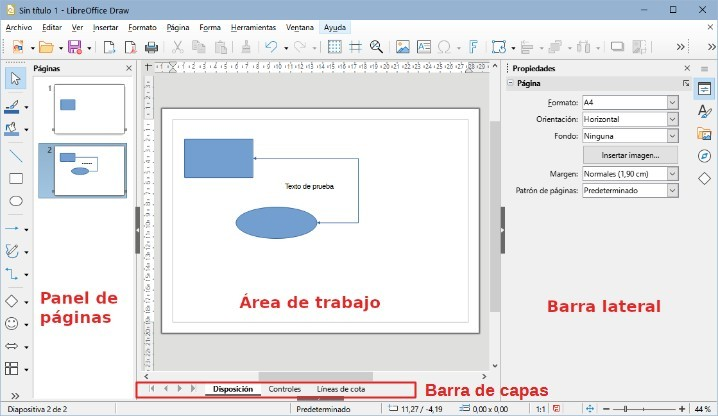 Sin título 1 - LibreOffice Draw
Archivo Editar Ver Insertar Formato Página Forma Herramientas Ventana Ayuda
Páginas
1
2
Panel de páginas
Texto de prueba
Área de trabajo
Propiedades
Página
Formato: A4
Orientación: Horizontal
Fondo: Ninguna
Insertar imagen...
Margen: Normales (1,90 cm)
Patrón de páginas: Predeterminado
Barra lateral
Disposición Controles Líneas de cota
Barra de capas
Diapositiva 2 de 2 Predeterminado 11,27 / -4,19 0,00 x 0,00 1:1 44 %